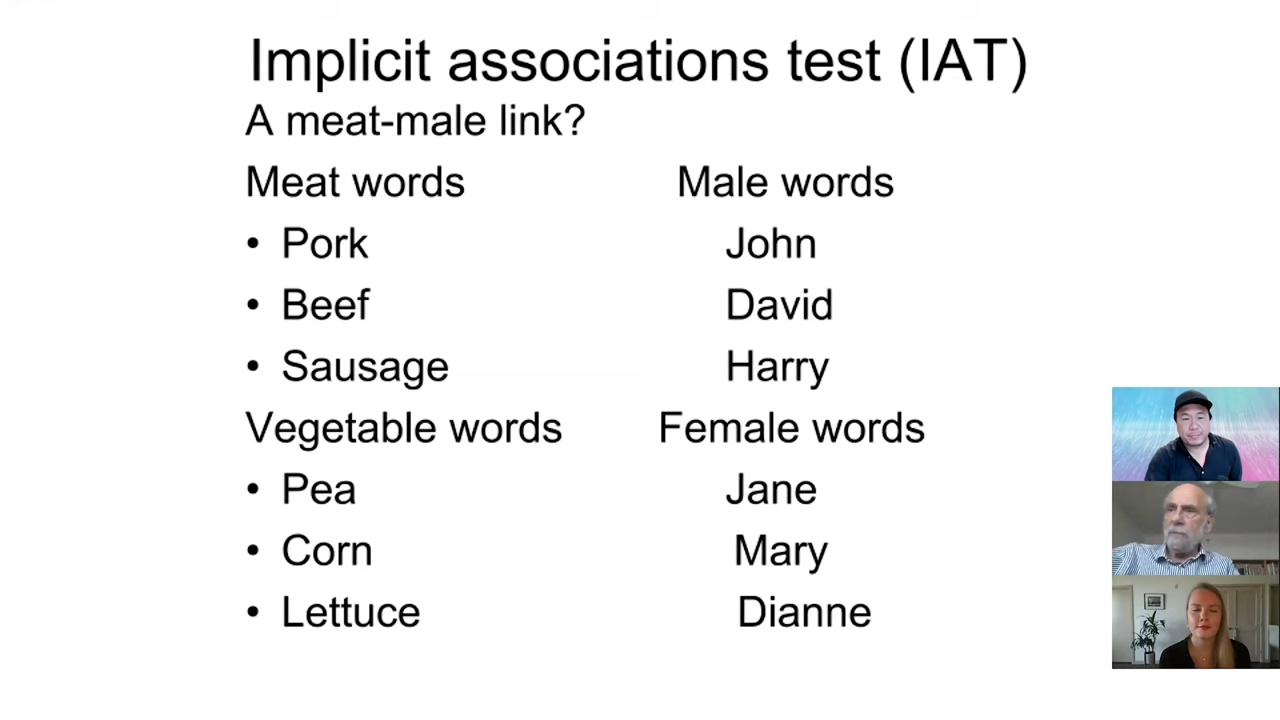 Implicit associations test (IAT)
A meat-male link?
Meat words Male words
• Pork John
• Beef David
• Sausage Harry
Vegetable words Female words
• Pea Jane
• Corn Mary
• Lettuce Dianne